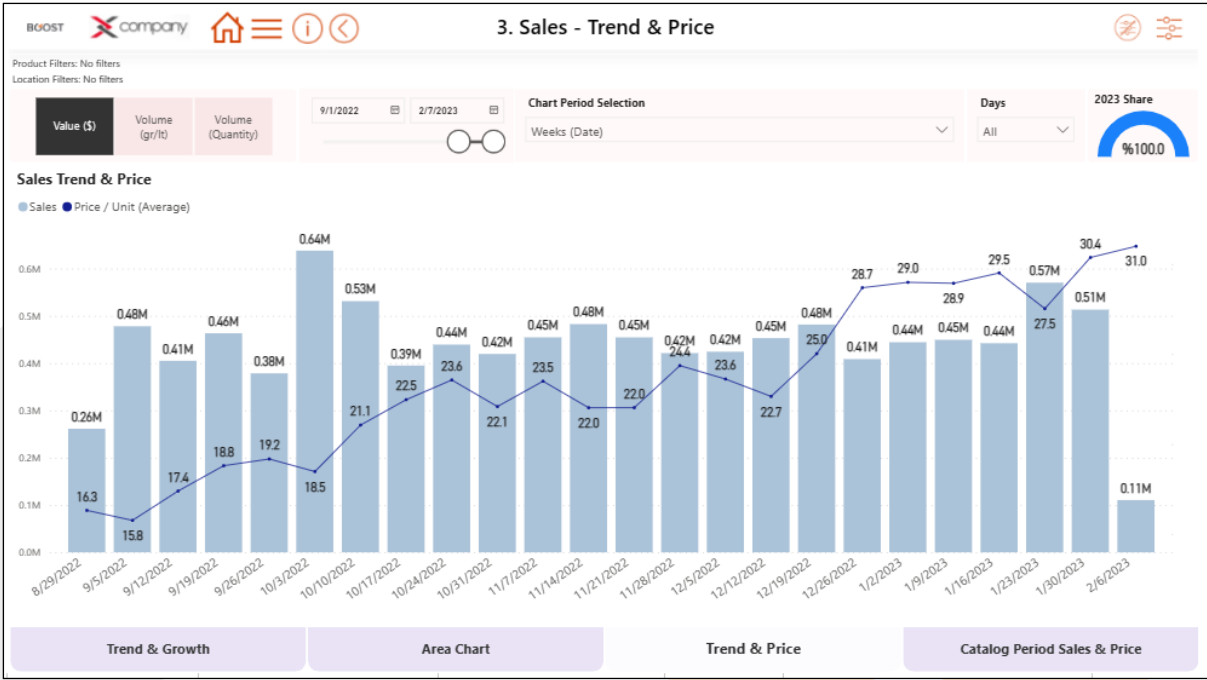 BOOST company 3. Sales - Trend & Price
Product Filters: No filters
Location Filters: No filters
Value ($)
Volume
(gr/lt)
Volume
(Quantity)
9/1/2022 2/7/2023
Chart Period Selection
Weeks (Date)
Days
All
2023 Share
%100.0
Sales Trend & Price
Sales Price / Unit (Average)
0.6M
0.5M
0.4M
0.3M
0.2M
0.1M
0.0M
0.26M 0.48M 0.41M 0.46M 0.38M 0.64M 0.53M 0.39M 0.44M 0.42M 0.45M 0.48M 0.45M 0.42M 0.42M 0.45M 0.48M 0.41M 0.44M 0.45M 0.44M 0.57M 0.51M 0.11M
16.3 15.8 17.4 18.8 19.2 18.5 21.1 22.5 23.6 22.1 23.5 22.0 22.0 24.4 23.6 22.7 25.0 28.7 29.0 28.9 29.5 27.5 30.4 31.0
8/29/2022 9/5/2022 9/12/2022 9/19/2022 9/26/2022 10/3/2022 10/10/2022 10/17/2022 10/24/2022 10/31/2022 11/7/2022 11/14/2022 11/21/2022 11/28/2022 12/5/2022 12/12/2022 12/19/2022 12/26/2022 1/2/2023 1/9/2023 1/16/2023 1/23/2023 1/30/2023 2/6/2023
Trend & Growth Area Chart Trend & Price Catalog Period Sales & Price